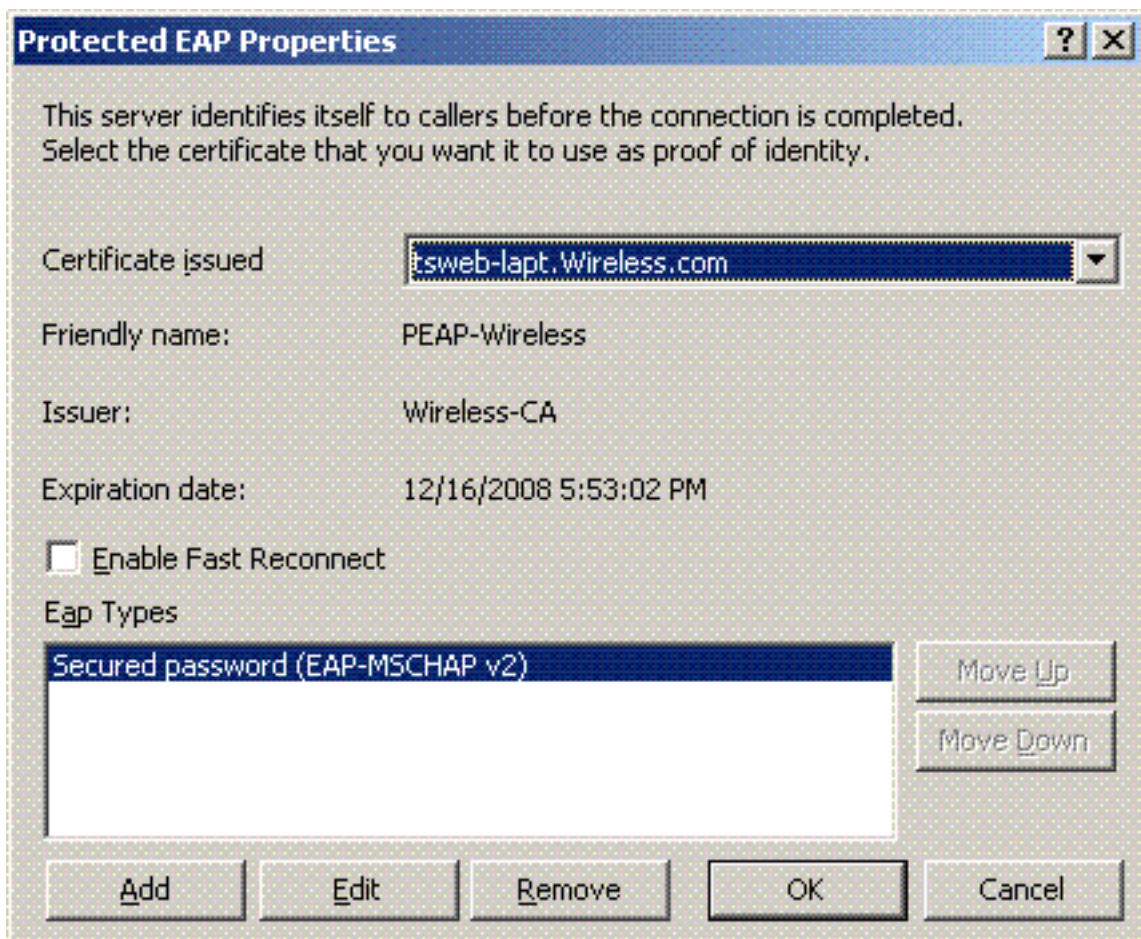 Protected EAP Properties
This server identifies itself to callers before the connection is completed.
Select the certificate that you want it to use as proof of identity.
Certificate issued tsweb-lapt.Wireless.com
Friendly name: PEAP-Wireless
Issuer: Wireless-CA
Expiration date: 12/16/2008 5:53:02 PM
Enable Fast Reconnect
Eap Types
Secured password (EAP-MSCHAP v2)
Move Up
Move Down
Add Edit Remove OK Cancel